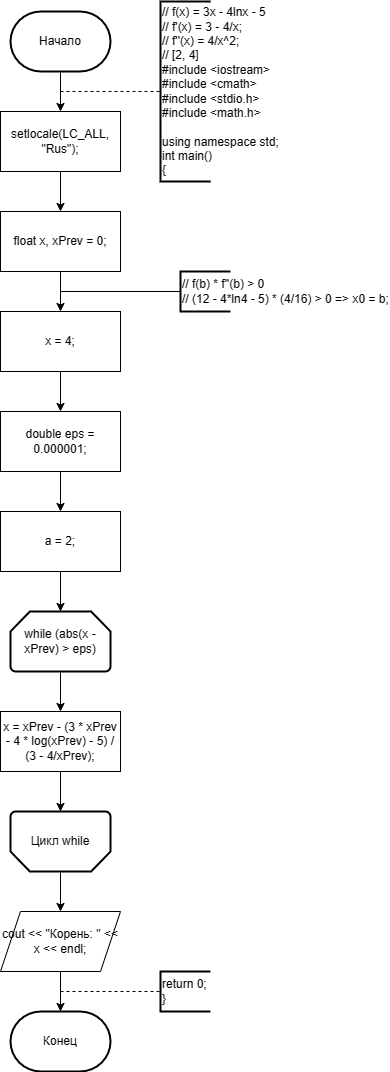 Начало
// f(x) = 3x - 4lnx - 5
// f'(x) = 3 - 4/x;
// f''(x) = 4/x^2;
// [2, 4]
#include <iostream>
#include <cmath>
#include <stdio.h>
#include <math.h>
using namespace std;
int main()
{
setlocale(LC_ALL,
"Rus");
float x, xPrev = 0;
// f(b) * f''(b) > 0
// (12 - 4*ln4 - 5) * (4/16) > 0 => x0 = b;
x = 4;
double eps =
0.000001;
a = 2;
while (abs(x -
xPrev) > eps)
x = xPrev - (3 * xPrev
- 4 * log(xPrev) - 5) /
(3 - 4/xPrev);
Цикл while
cout << "Корень: " <<
x << endl;
return 0;
}
Конец